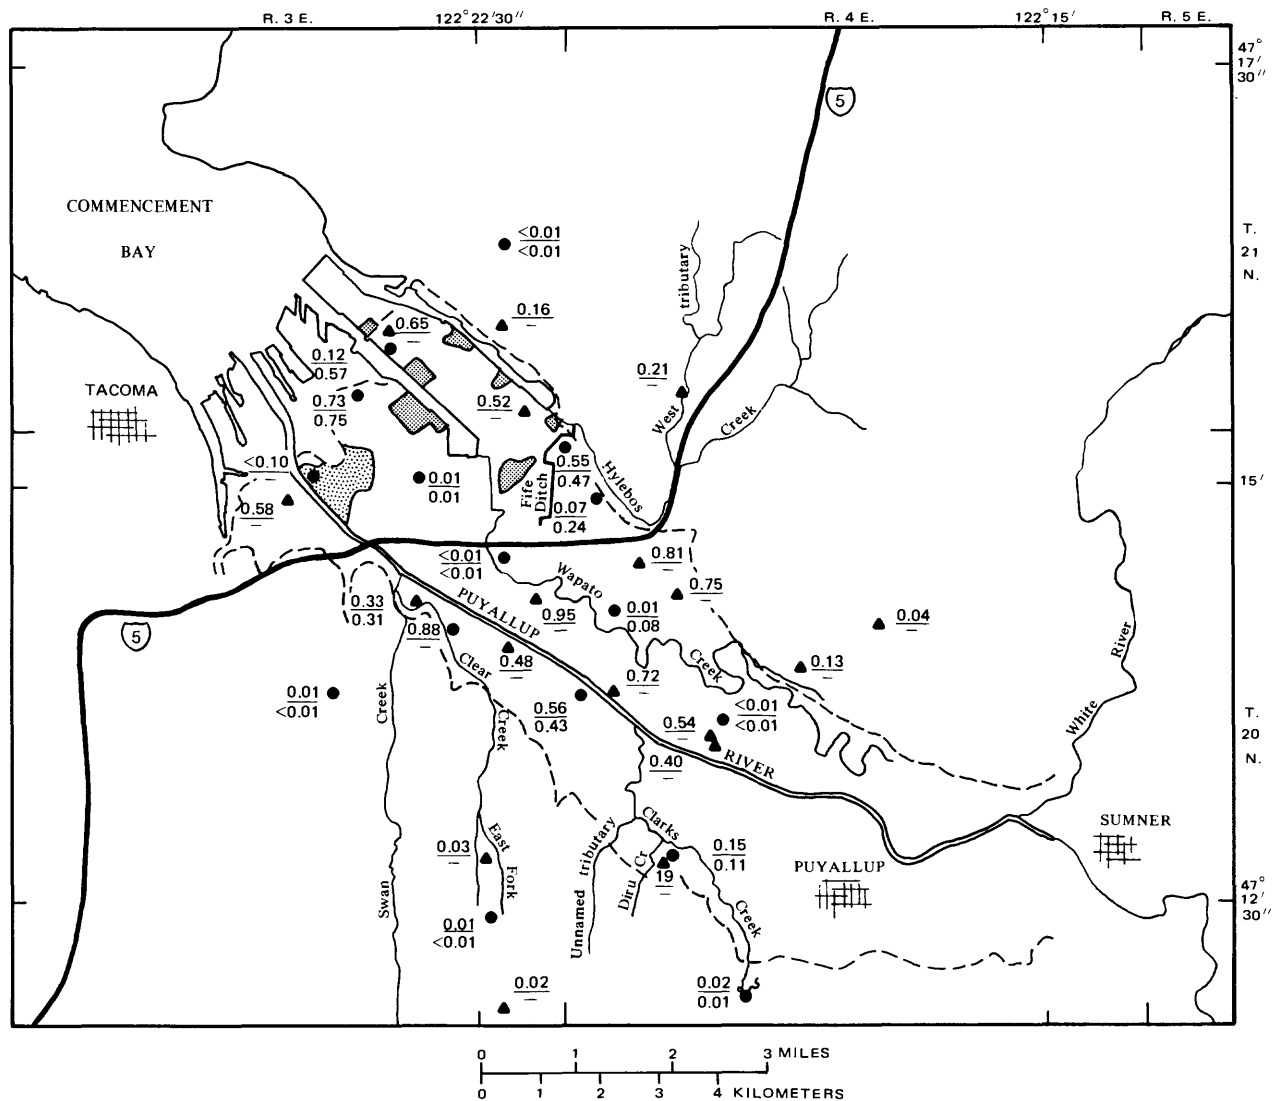 R. 3 E.
122° 22'30''
R. 4 E.
122° 15'
R. 5 E.
47°
17'
30''
5
COMMENCEMENT
BAY
<0.01
<0.01
T.
21
N.
tributary
0.16
—
0.65
—
0.12
0.57
TACOMA
0.73
0.75
0.52
—
0.21
—
West
Creek
<0.10
—
0.01
0.01
Fife
Ditch
0.55
0.47
Hylebos
15'
0.58
—
0.07
0.24
<0.01
<0.01
Wapato
0.81
—
0.75
—
PUYALLUP
0.33
0.31
0.88
—
0.95
—
0.01
0.08
0.04
—
5
0.48
—
Clear
Creek
0.13
—
River
0.01
<0.01
Creek
Creek
0.72
—
0.56
0.43
<0.01
<0.01
0.54
—
White
T.
20
N.
RIVER
0.40
—
Clarks
SUMNER
East
Fork
0.03
—
Unnamed tributary
Diru Cr
19
—
0.15
0.11
PUYALLUP
Swan
Creek
47°
12'
30''
0.01
<0.01
0.02
—
0.02
0.01
0 1 2 3 MILES
0 1 2 3 4 KILOMETERS